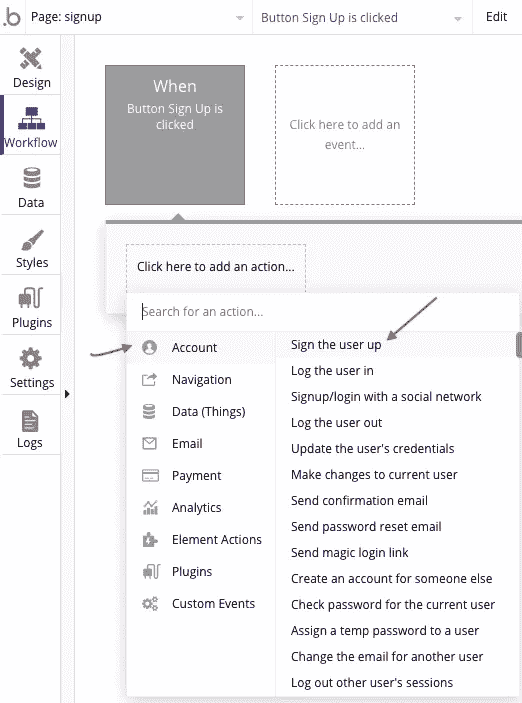 .b
Page: signup
Button Sign Up is clicked
Edit
Design
Workflow
Data
Styles
Plugins
Settings
Logs
When
Button Sign Up is
clicked
Click here to add an
event...
Click here to add an action...
Search for an action...
Account
Navigation
Data (Things)
Email
Payment
Analytics
Element Actions
Plugins
Custom Events
Sign the user up
Log the user in
Signup/login with a social network
Log the user out
Update the user's credentials
Make changes to current user
Send confirmation email
Send password reset email
Send magic login link
Create an account for someone else
Check password for the current user
Assign a temp password to a user
Change the email for another user
Log out other user's sessions